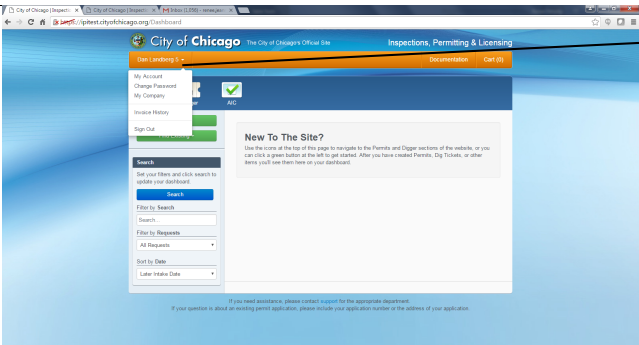 City of Chicago [Inspecti
City of Chicago [Inspecti
Inbox (1,058) - renee.jaw
https://ipitest.cityofchicago.org/Dashboard
City of Chicago The City of Chicago's Official Site Inspections, Permitting & Licensing
Dan Landberg 5 Documentation Cart (0)
My Account
Change Password
My Company
Invoice History
Sign Out
AIC
New To The Site?
Use the icons at the top of this page to navigate to the Permits and Digger sections of the website, or you
can click a green button at the left to get started. After you have created Permits, Dig Tickets, or other
items you'll see them here on your dashboard.
Search
Set your filters and click search to
update your dashboard.
Search
Filter by Search
Search...
Filter by Requests
All Requests
Sort by Date
Later Intake Date
If you need assistance, please contact support for the appropriate department.
If your question is about an existing permit application, please include your application number or the address of your application.